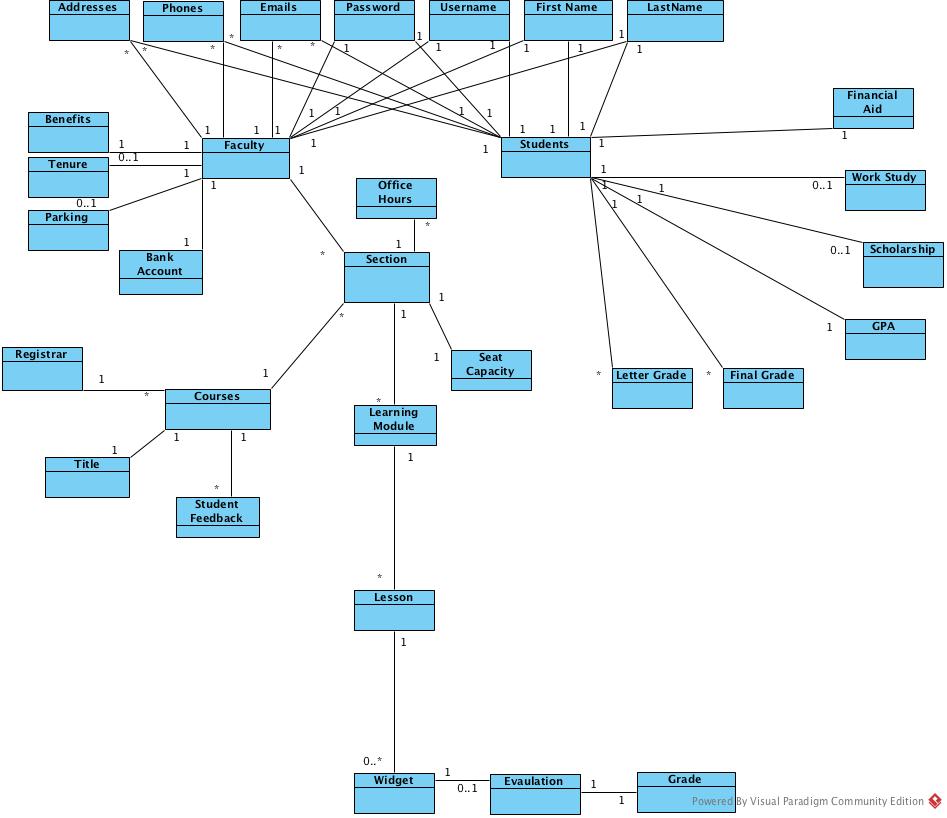 Addresses
Phones
Emails
Password
Username
First Name
LastName
* * * * * * 1 1 1 1 1 1 1 1
Financial
Aid
1
Benefits
1 1 1 1 1 1 1 1 1 1 1 1
Faculty
Students
1 1 1
0..1
Tenure
1 1 1 1
Work Study
0..1
Office
Hours
1 1 1
0..1
Parking
*
1 1
Bank
Account
*
Section
Scholarship
0..1
1 1
*
1
GPA
Registrar
1
*
1
Seat
Capacity
1
*
Letter Grade
*
Final Grade
Courses
*
Learning
Module
1 1
1
Title
1
*
Student
Feedback
*
Lesson
1
0..*
Widget
1
0..1
Evaulation
1
1
Grade
Powered By Visual Paradigm Community Edition